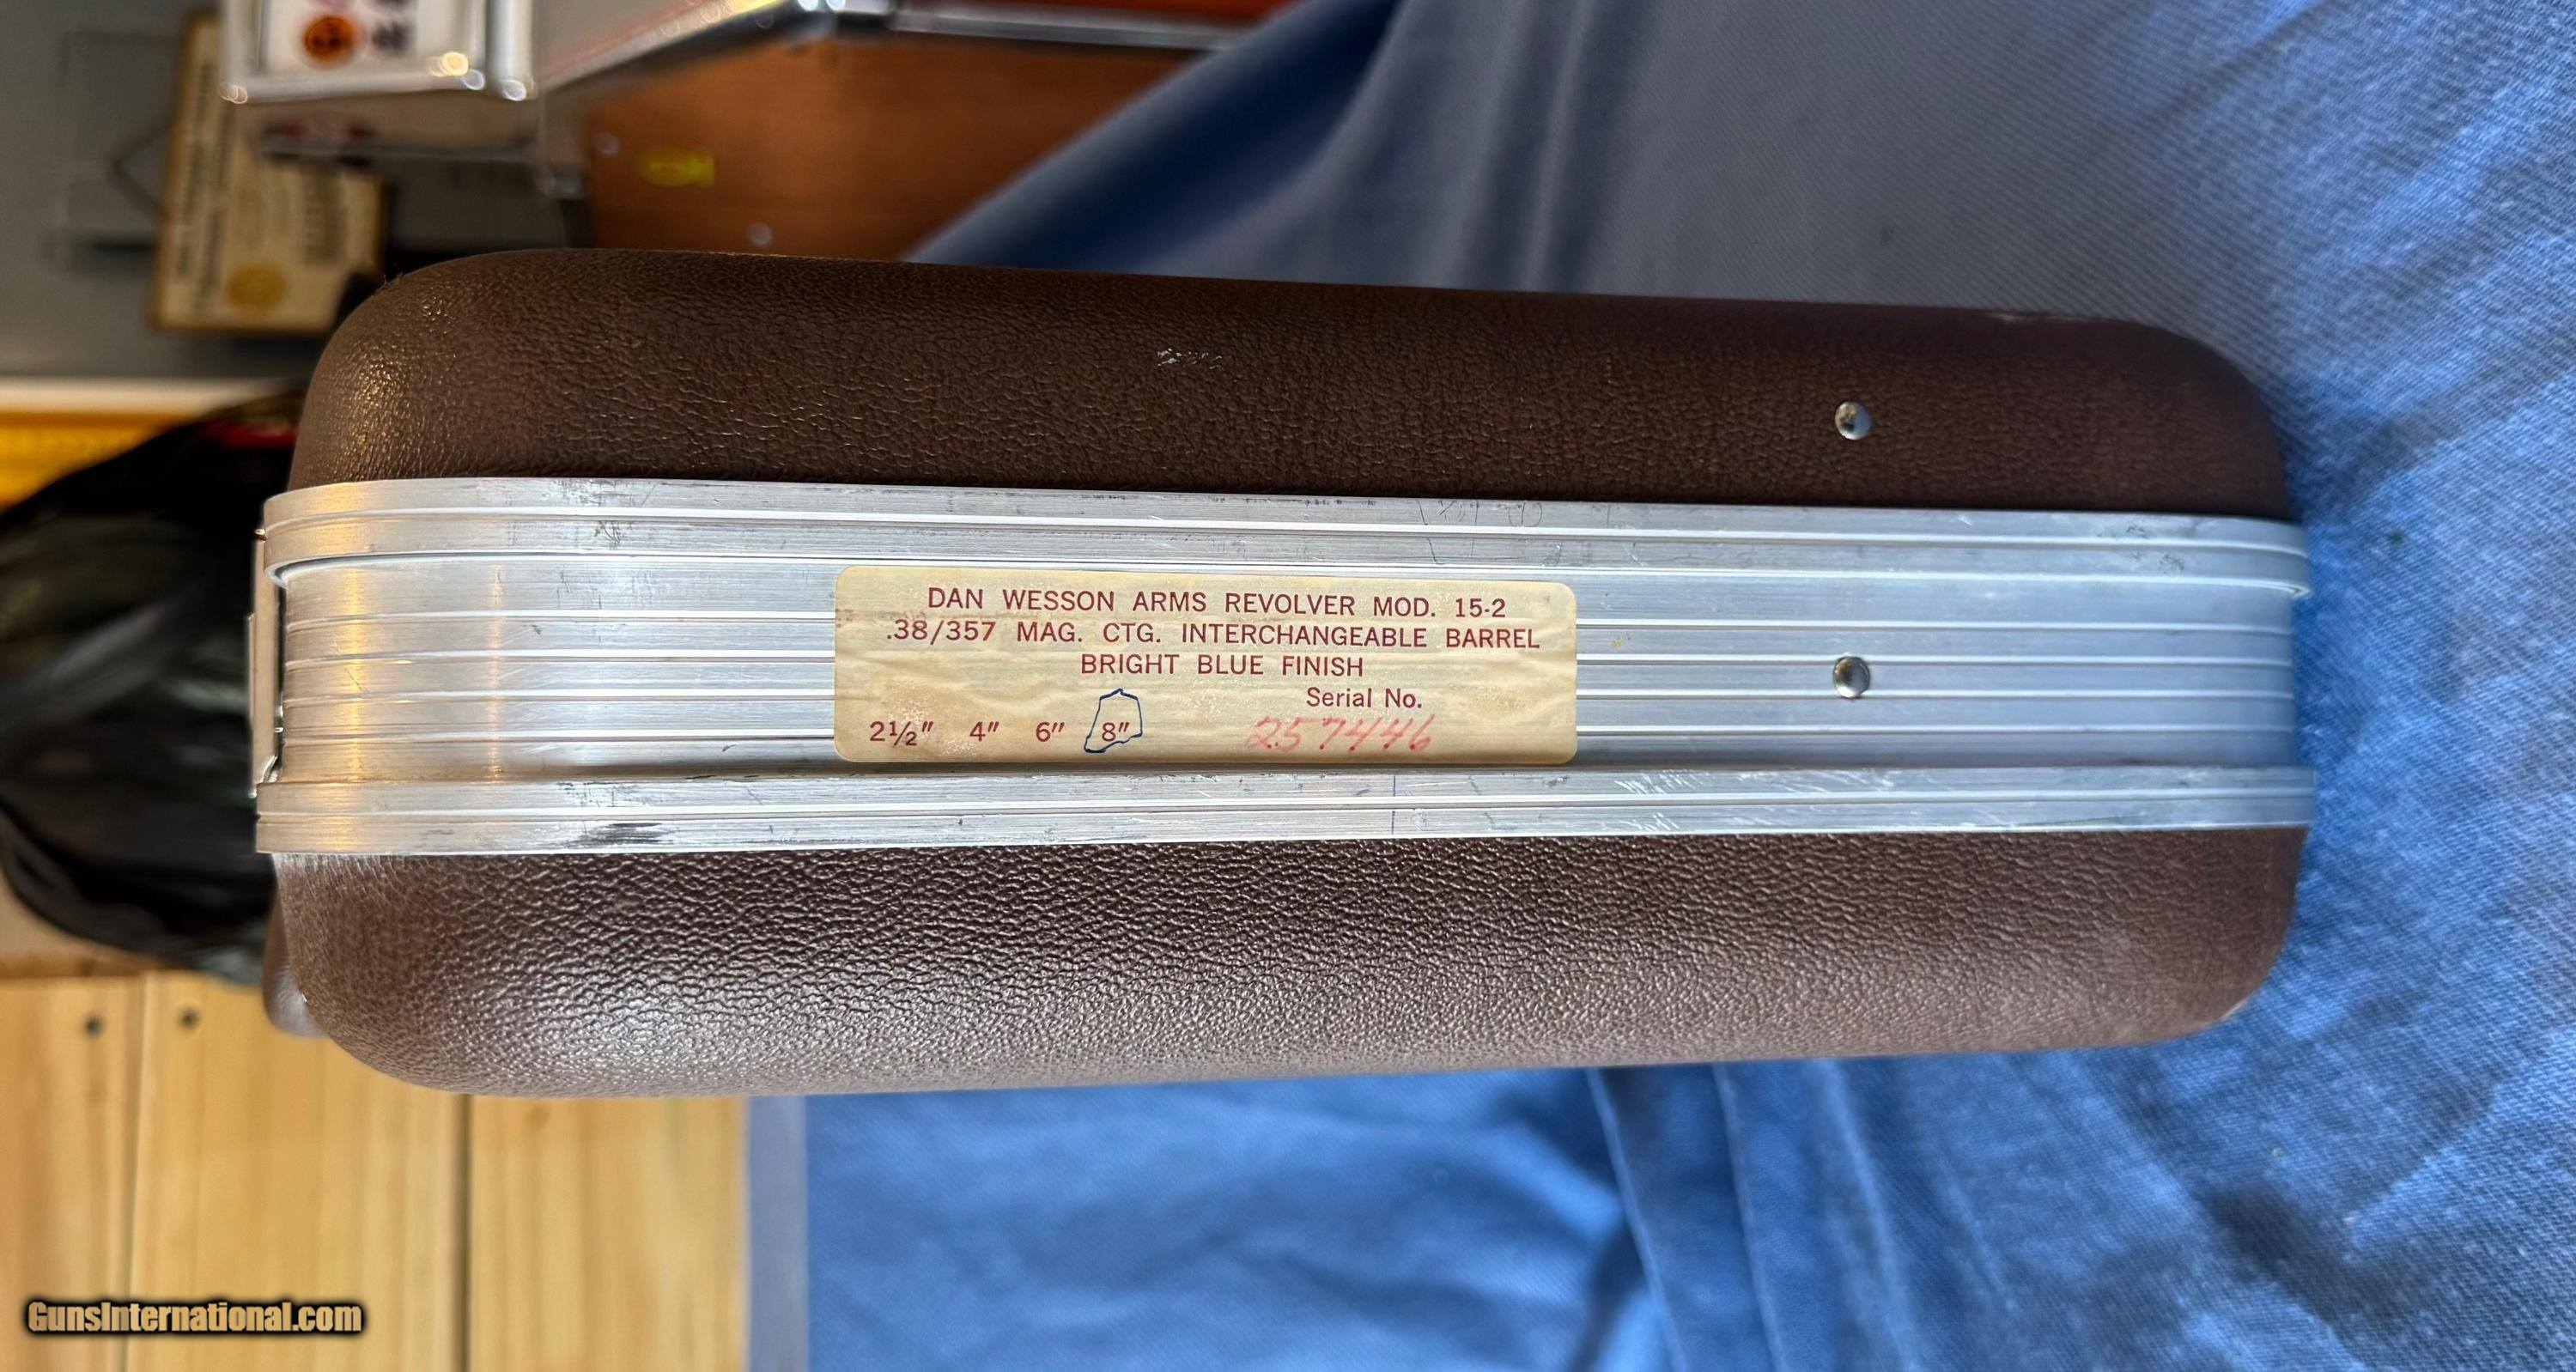 DAN WESSON ARMS REVOLVER MOD. 15-2
.38/357 MAG. CTG. INTERCHANGEABLE BARREL
BRIGHT BLUE FINISH
Serial No.
2½" 4" 6" 8" 257446
GunsInternational.com